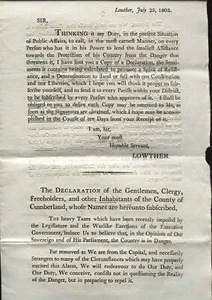 Lowther, July 25, 1803.
SIR,
THINKING it my Duty, in the present Situation
of Public Affairs, to call, in the most earnest Manner, on every
Person who has it in his Power to lend the smallest Assistance
towards the Protection of his Country from the Danger that
threatens it, I have sent you a Copy of a Declaration, the Senti-
ments it contains being calculated to promote a Spirit of Resist-
ance, and a Determination to stand or fall with our Constitution
and our Liberties, which I hope you will think it proper to sub-
scribe yourself, and to send it to every Parish within your District,
to be subscribed by every Person who approves of it. I shall be
obliged to you to desire each Copy may be returned to Me, as
soon as the Signatures are obtained, which I hope may be accom-
plished in the Course of ten Days from your Receipt of it.
I am, Sir,
Your most
Humble Servant,
LOWTHER
The DECLARATION of the Gentlemen, Clergy,
Freeholders, and other Inhabitants of the County of
Cumberland, whose Names are hereunto subscribed,
THE heavy Taxes which have been recently imposed by the
Legislature and the Warlike Exertions of the Executive
Government, induce Us to believe that, in the Opinion of Our
Sovereign and of His Parliament, the Country is in Danger.
Far removed as We are from the Capital, and necessarily
Strangers to many of the Circumstances which may have properly
excited this Alarm, We will endeavour to do Our Duty, and
Our Duty, We conceive, consists not in questioning the Reality
of the Danger, but in preparing to repel it.